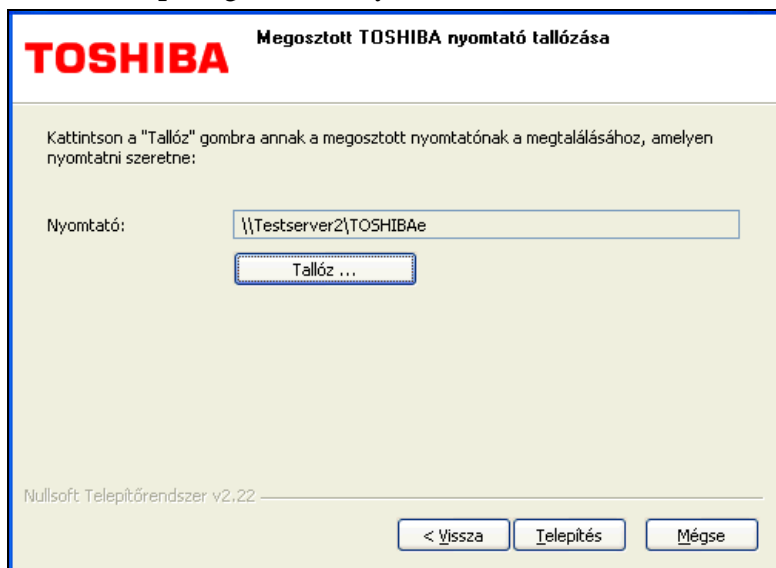 TOSHIBA
Megosztott TOSHIBA nyomtató tallózása
Kattintson a "Tallóz" gombra annak a megosztott nyomtatónak a megtalálásához, amelyen
nyomtatni szeretne:
Nyomtató:
\\Testserver2\TOSHIBAe
Tallóz ...
Nullsoft Telepítőrendszer v2.22
< Vissza
Telepítés
Mégse